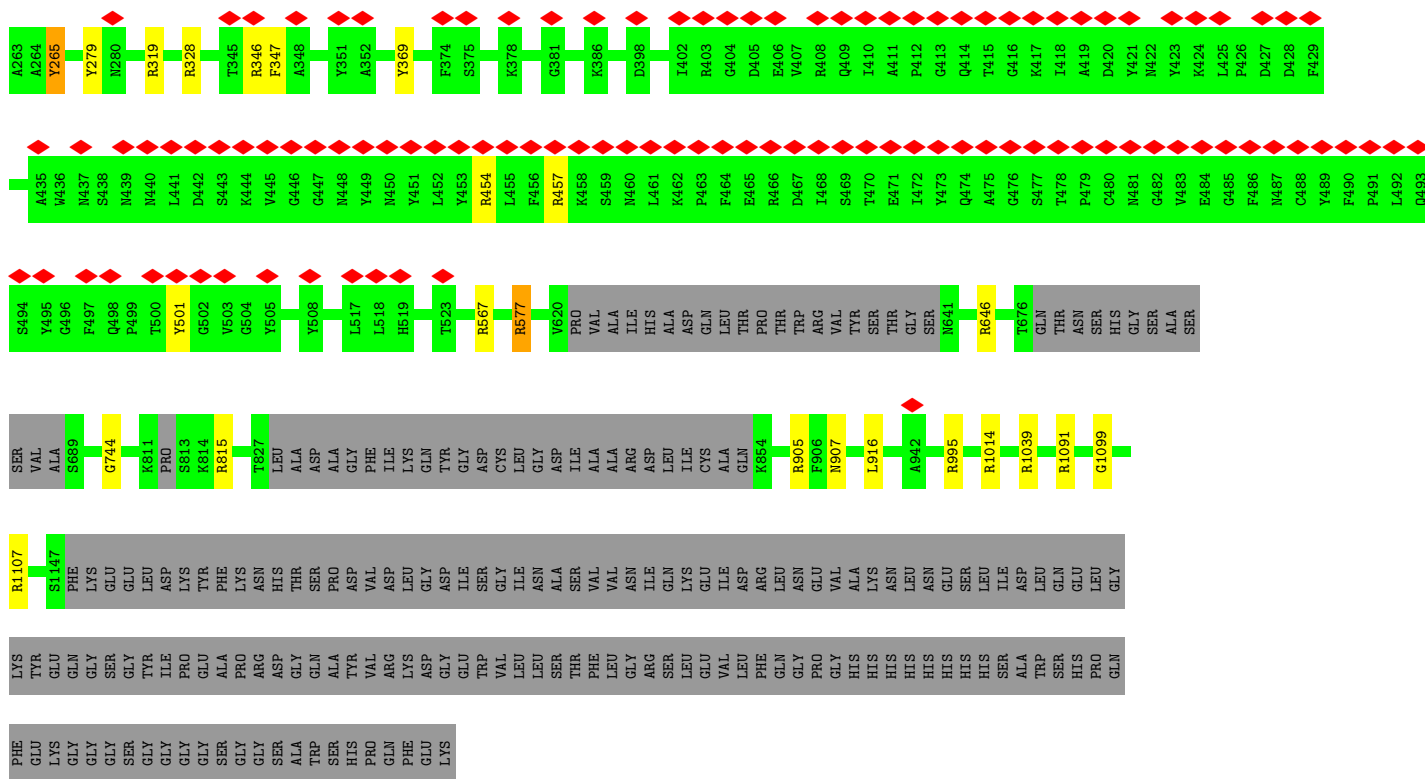 A263 A264 Y265 Y279 N280 R319 R328 T345 R346 F347 A348 Y351 A352 Y369 F374 S375 K378 G381 K386 D398 I402 R403 G404 D405 E406 V407 R408 Q409 I410 A411 P412 G413 Q414 T415 G416 K417 I418 A419 D420 Y421 N422 Y423 K424 L425 P426 D427 D428 F429
A435 W436 N437 S438 N439 N440 L441 D442 S443 K444 V445 G446 G447 N448 Y449 N450 Y451 L452 Y453 R454 L455 F456 R457 K458 S459 N460 L461 K462 P463 F464 E465 R466 D467 I468 S469 T470 E471 I472 Y473 Q474 A475 G476 S477 T478 P479 C480 N481 G482 V483 E484 G485 F486 N487 C488 Y489 F490 P491 L492 Q493
S494 Y495 G496 F497 Q498 P499 T500 Y501 G502 V503 G504 Y505 Y508 L517 L518 H519 T523 R567 R577 V620 PRO VAL ALA ILE HIS ALA ASP GLN LEU THR PRO THR TRP ARG VAL TYR SER THR GLY SER N641 R646 T676 GLN THR ASN SER HIS GLY SER ALA SER
SER VAL ALA S689 G744 K811 PRO S813 K814 R815 T827 LEU ALA ASP ALA GLY PHE ILE LYS GLN TYR GLY ASP CYS LEU GLY ASP ILE ALA ALA ARG ASP LEU ILE CYS ALA GLN K854 R905 F906 N907 L916 A942 R995 R1014 R1039 R1091 G1099
R1107 S1147 PHE LYS GLU GLU LEU ASP LYS TYR PHE LYS ASN HIS THR SER PRO ASP VAL ASP LEU GLY ASP ILE SER GLY ILE ASN ALA SER VAL VAL ASN ILE GLN LYS GLU ILE ASP ARG LEU ASN GLU VAL ALA LYS ASN LEU ASN GLU SER LEU ILE ASP LEU GLN GLU LEU GLY
LYS TYR GLU GLN GLY SER GLY TYR ILE PRO GLU ALA PRO ARG ASP GLY GLN ALA TYR VAL ARG LYS ASP GLY GLU TRP VAL LEU LEU SER THR PHE LEU GLY ARG SER LEU GLU VAL LEU PHE GLN GLY PRO GLY HIS HIS HIS HIS HIS HIS HIS HIS SER ALA TRP SER HIS PRO GLN
PHE GLU LYS GLY GLY GLY SER GLY GLY GLY GLY SER GLY GLY SER ALA TRP SER HIS PRO GLN PHE GLU LYS